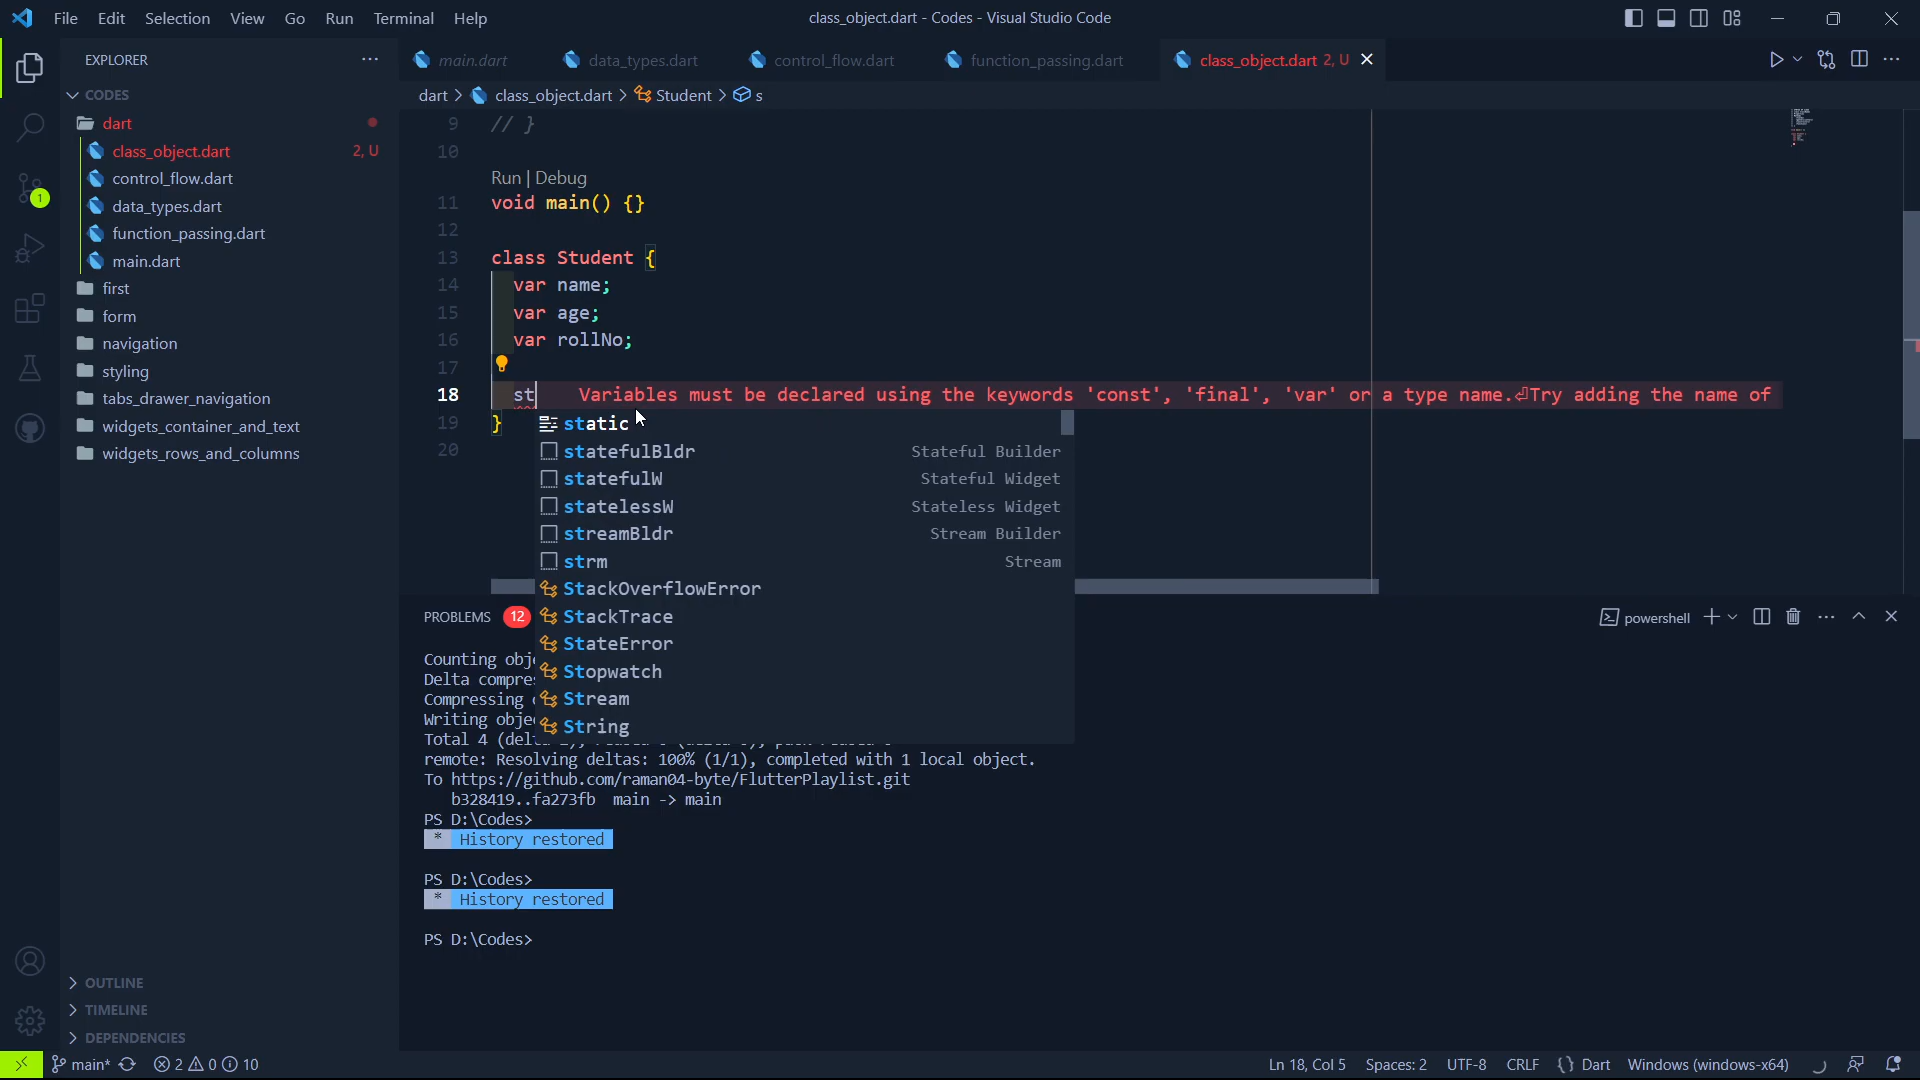 File Edit Selection View Go Run Terminal Help
class_object.dart - Codes - Visual Studio Code
EXPLORER
main.dart
data_types.dart
control_flow.dart
function_passing.dart
class_object.dart 2, U
CODES
dart > class_object.dart > Student > s
dart
class_object.dart 2, U
control_flow.dart
data_types.dart
function_passing.dart
main.dart
first
form
navigation
styling
tabs_drawer_navigation
widgets_container_and_text
widgets_rows_and_columns
OUTLINE
TIMELINE
DEPENDENCIES
1
9 // }
10
Run | Debug
11 void main() {}
12
13 class Student {
14 var name;
15 var age;
16 var rollNo;
17
18 st Variables must be declared using the keywords 'const', 'final', 'var' or a type name.⏎Try adding the name of
19 }
20
static
statefulBldr Stateful Builder
statefulW Stateful Widget
statelessW Stateless Widget
streamBldr Stream Builder
strm Stream
StackOverflowError
StackTrace
StateError
Stopwatch
Stream
String
PROBLEMS 12
powershell
Counting obj
Delta compre
Compressing
Writing obje
Total 4 (del
remote: Resolving deltas: 100% (1/1), completed with 1 local object.
To https://github.com/raman04-byte/FlutterPlaylist.git
b328419..fa273fb main -> main
PS D:\Codes>
* History restored
PS D:\Codes>
* History restored
PS D:\Codes>
main* 2 0 10
Ln 18, Col 5 Spaces: 2 UTF-8 CRLF {} Dart Windows (windows-x64)